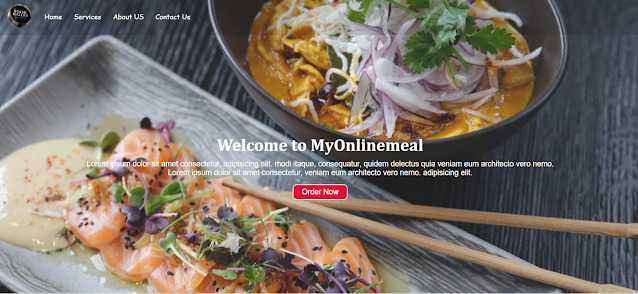 Home Services About US Contact Us
Welcome to MyOnlinemeal
Lorem ipsum dolor sit amet consectetur, adipisicing elit. modi itaque, consequatur, quidem delectus quia veniam eum architecto vero nemo.
Lorem ipsum dolor sit amet consectetur, veniam eum architecto vero nemo. adipisicing elit.
Order Now